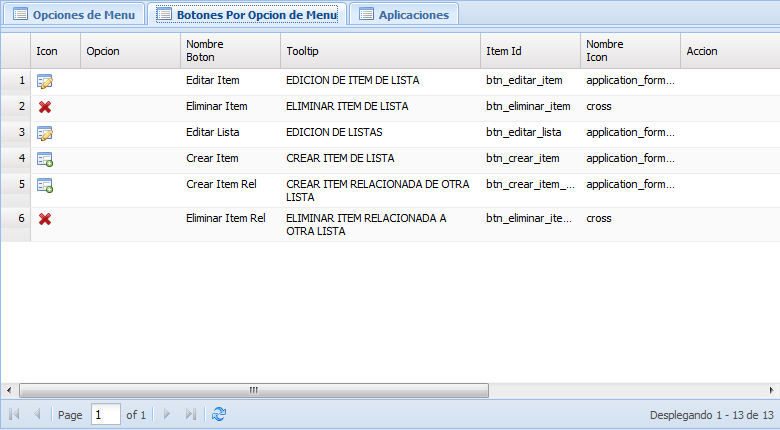 Opciones de Menu Botones Por Opcion de Menu Aplicaciones
Icon Opcion Nombre Boton Tooltip Item Id Nombre Icon Accion
1 Editar Item EDICION DE ITEM DE LISTA btn_editar_item application_form...
2 Eliminar Item ELIMINAR ITEM DE LISTA btn_eliminar_item cross
3 Editar Lista EDICION DE LISTAS btn_editar_lista application_form...
4 Crear Item CREAR ITEM DE LISTA btn_crear_item application_form...
5 Crear Item Rel CREAR ITEM RELACIONADA DE OTRA btn_crear_item_... application_form...
LISTA
6 Eliminar Item Rel ELIMINAR ITEM RELACIONADA A btn_eliminar_ite... cross
OTRA LISTA
Page 1 of 1 Desplegando 1 - 13 de 13